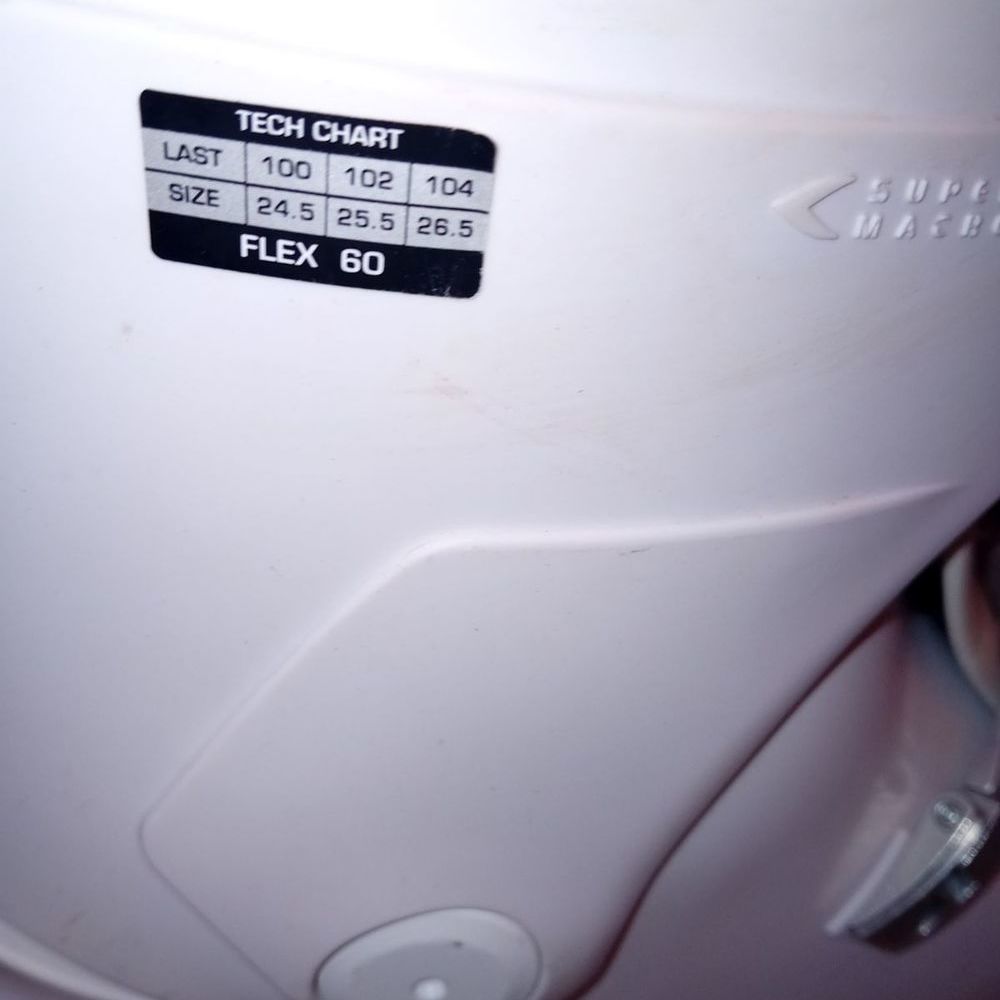 TECH CHART
LAST 100 102 104
SIZE 24.5 25.5 26.5
FLEX 60